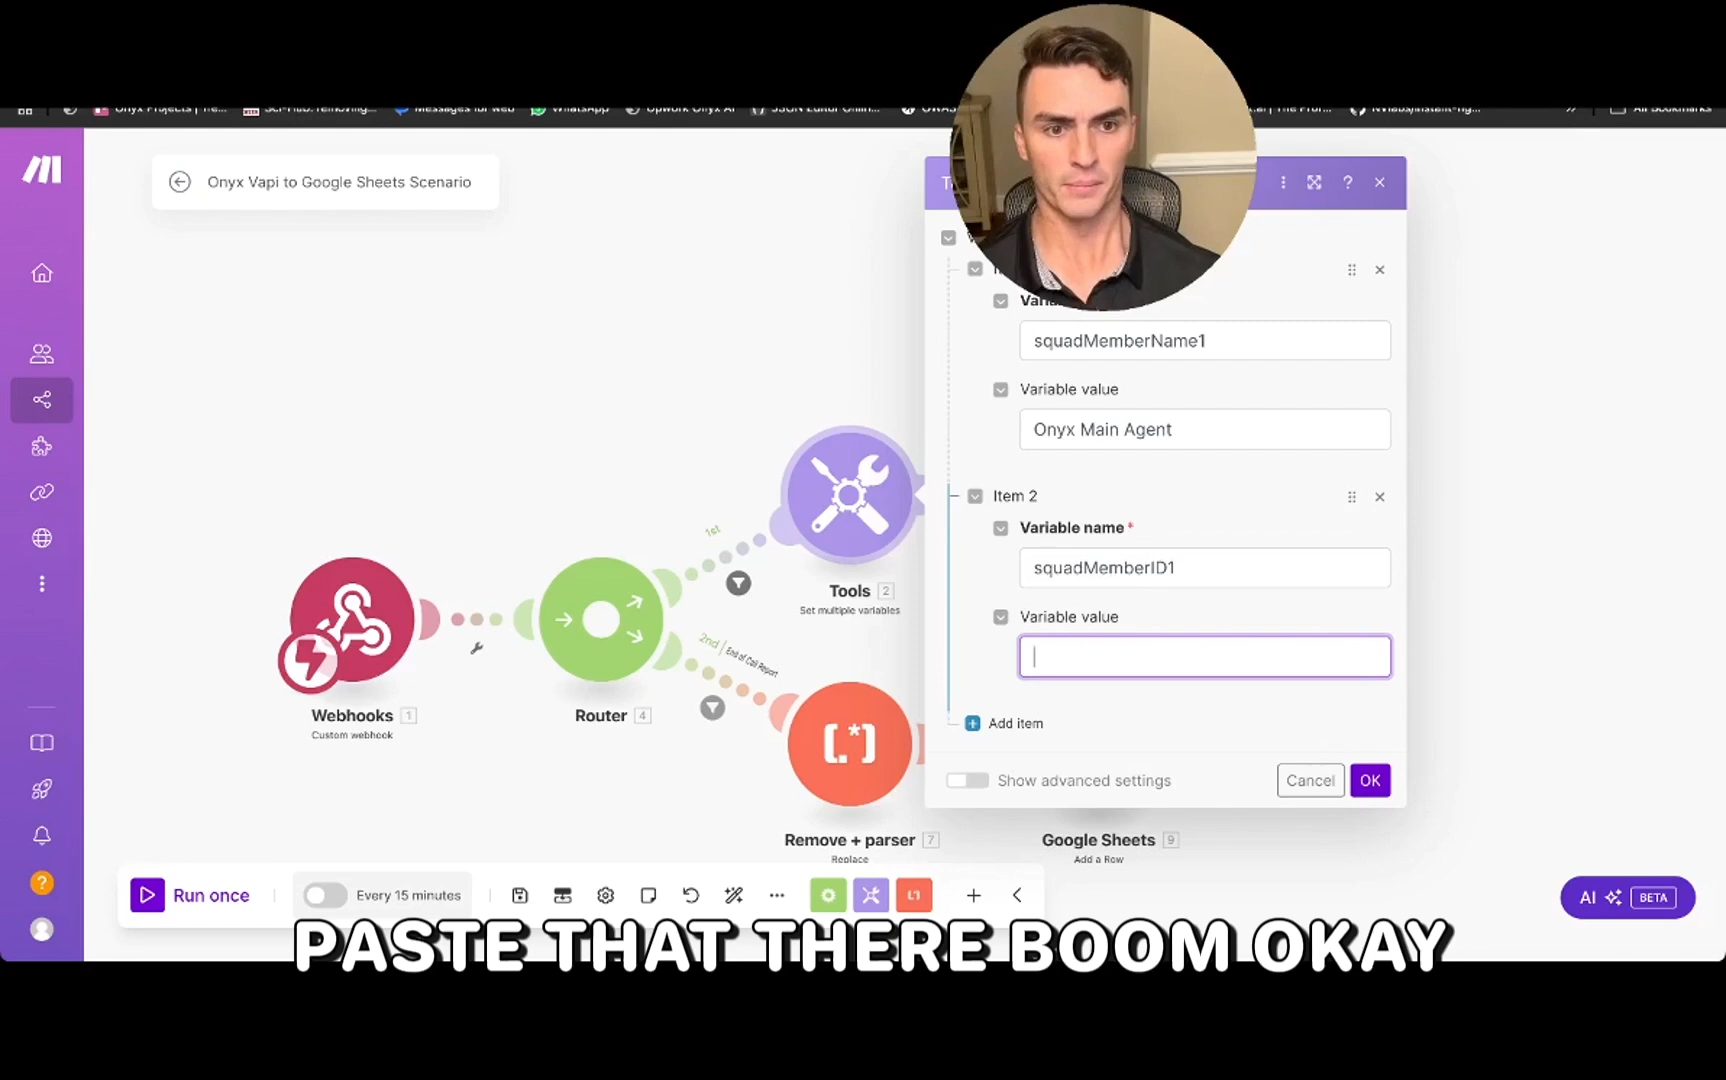 WhatsApp
Onyx Vapi to Google Sheets Scenario
squadMemberName1
Variable value
Onyx Main Agent
Item 2
Variable name *
squadMemberID1
Variable value
Add item
Show advanced settings
Cancel
OK
1st
Tools 2
Set multiple variables
2nd
End of Call Report
Webhooks 1
Custom webhook
Router 4
[.*]
Remove + parser 7
Replace
Google Sheets 9
Add a Row
Run once
Every 15 minutes
AI
BETA
PASTE THAT THERE BOOM OKAY